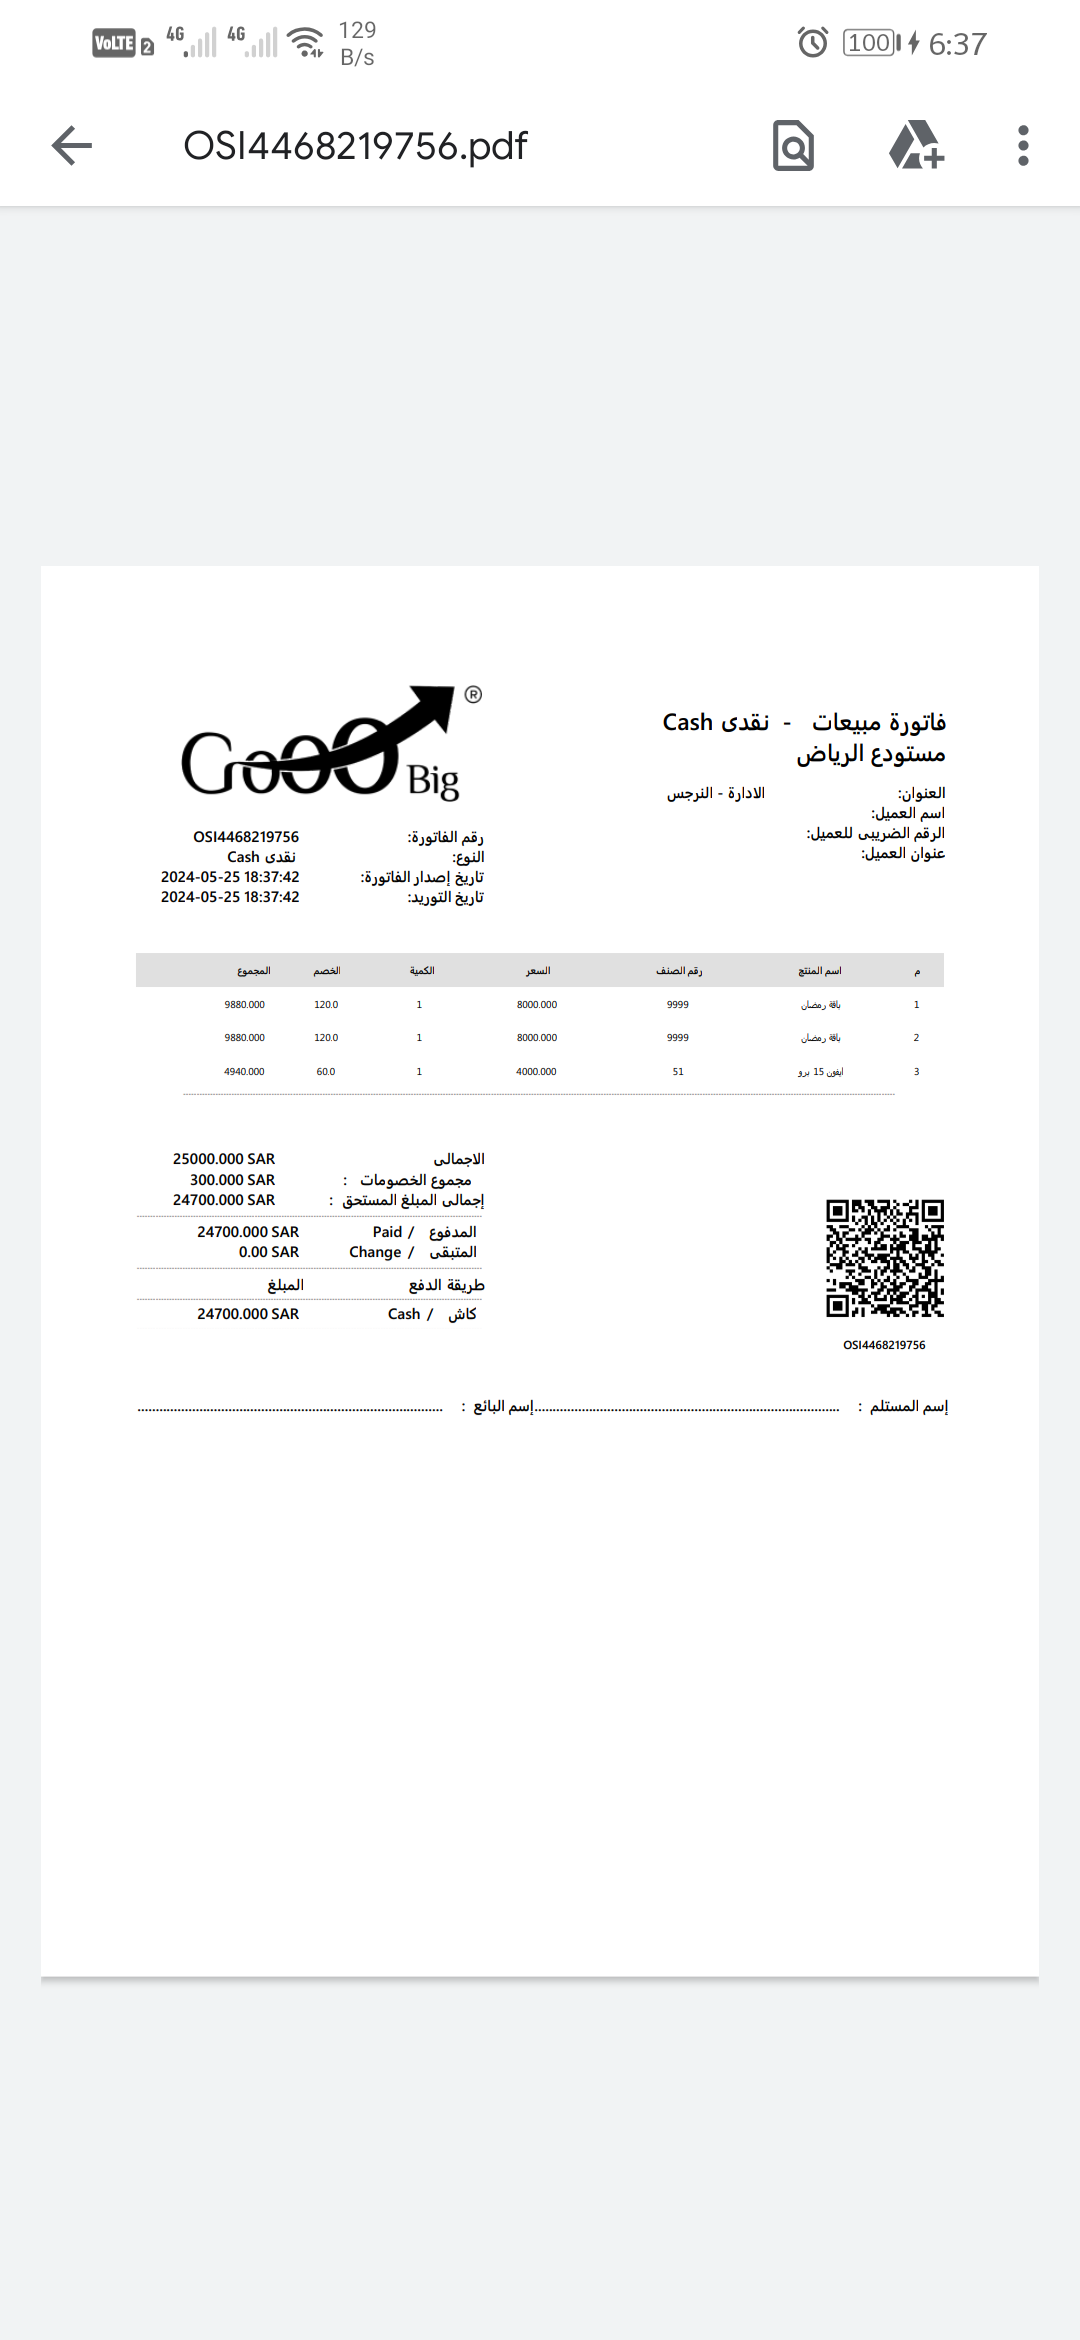 VoLTE 2 4G 4G 129 B/s 100 6:37
OSI4468219756.pdf
GoOO Big ®
فاتورة مبيعات - نقدى Cash
مستودع الرياض
العنوان: الادارة - النرجس
اسم العميل:
الرقم الضريبى للعميل:
عنوان العميل:
رقم الفاتورة: OSI4468219756
النوع: نقدى Cash
تاريخ إصدار الفاتورة: 2024-05-25 18:37:42
تاريخ التوريد: 2024-05-25 18:37:42
م اسم المنتج رقم الصنف السعر الكمية الخصم المجموع
1 باقة رمضان 9999 8000.000 1 120.0 9880.000
2 باقة رمضان 9999 8000.000 1 120.0 9880.000
3 ايفون 15 برو 51 4000.000 1 60.0 4940.000
الاجمالى 25000.000 SAR
مجموع الخصومات : 300.000 SAR
إجمالى المبلغ المستحق : 24700.000 SAR
المدفوع / Paid 24700.000 SAR
المتبقى / Change 0.00 SAR
طريقة الدفع المبلغ
كاش / Cash 24700.000 SAR
OSI4468219756
إسم المستلم : ........................................ إسم البائع : ........................................